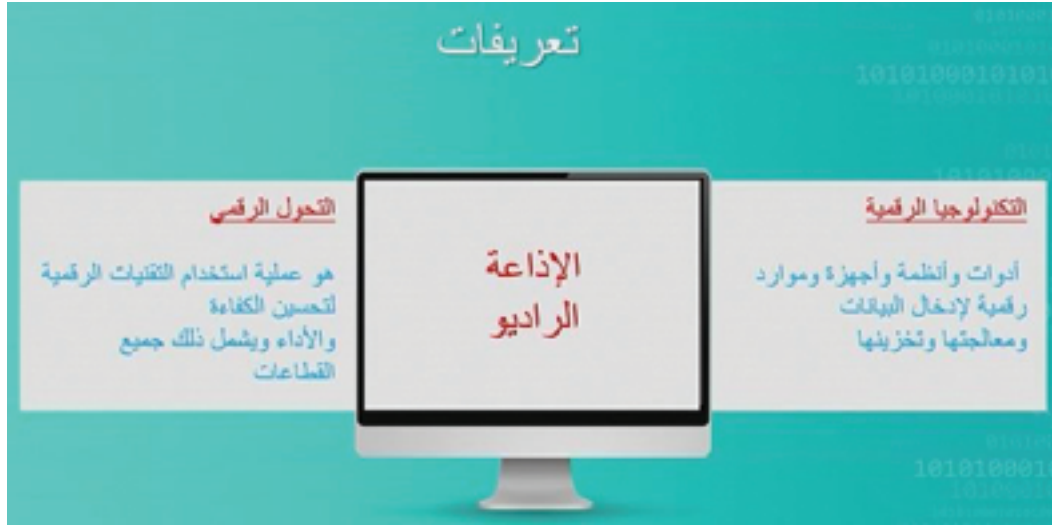 تعريفات
التكنولوجيا الرقمية
أدوات وأنظمة وأجهزة وموارد
رقمية لإدخال البيانات
ومعالجتها وتخزينها
الإذاعة
الراديو
التحول الرقمي
هو عملية استخدام التقنيات الرقمية
لتحسين الكفاءة
والأداء ويشمل ذلك جميع
القطاعات